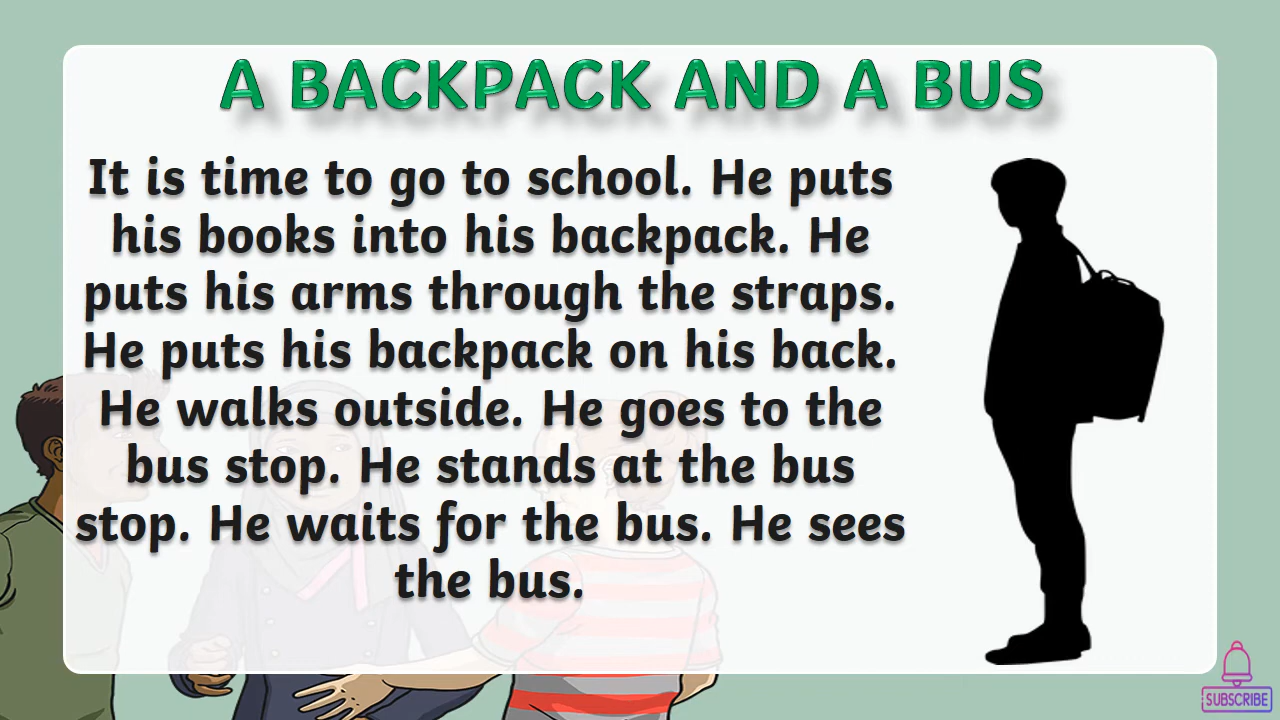 A BACKPACK AND A BUS
It is time to go to school. He puts
his books into his backpack. He
puts his arms through the straps.
He puts his backpack on his back.
He walks outside. He goes to the
bus stop. He stands at the bus
stop. He waits for the bus. He sees
the bus.
SUBSCRIBE